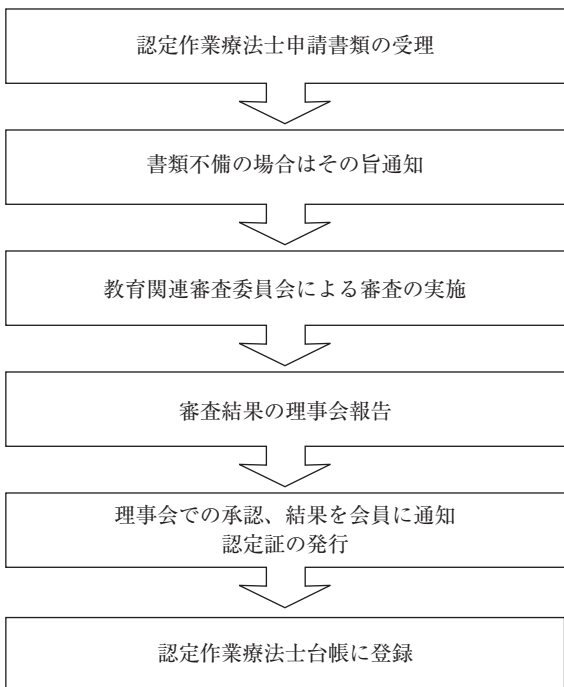 認定作業療法士申請書類の受理
書類不備の場合はその旨通知
教育関連審査委員会による審査の実施
審査結果の理事会報告
理事会での承認、結果を会員に通知
認定証の発行
認定作業療法士台帳に登録